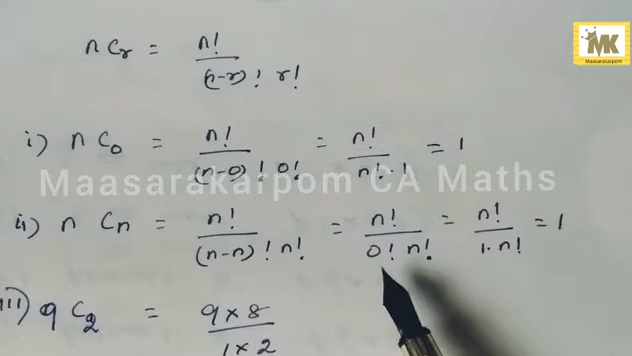 nCr = n! / (n-r)! r!
MK
Maasarakarpom
i) nC0 = n! / (n-0)! 0! = n! / n!·1 = 1
Maasarakarpom CA Maths
ii) nCn = n! / (n-n)! n! = n! / 0! n! = n! / 1·n! = 1
iii) 9C2 = 9×8 / 1×2